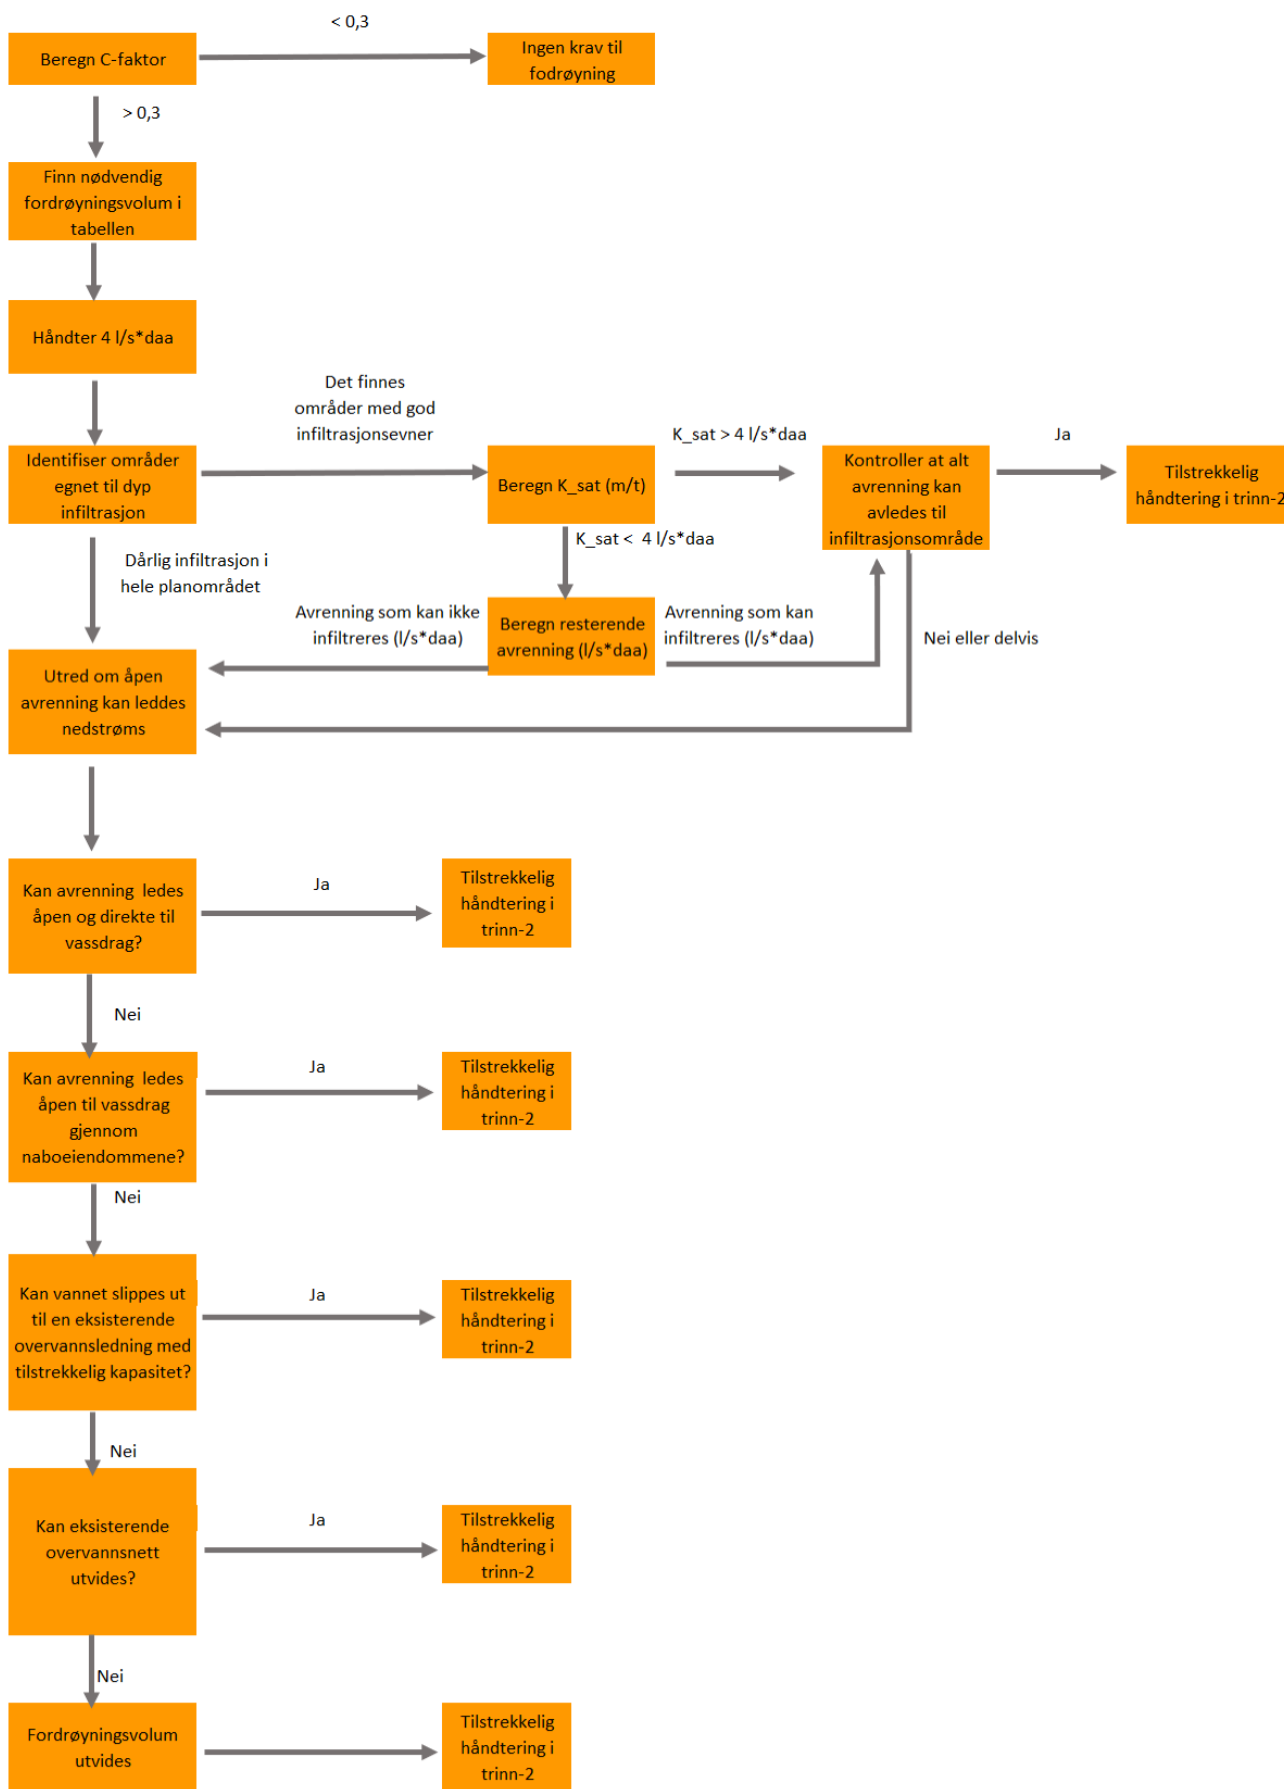 < 0,3
Beregn C-faktor
Ingen krav til
fodrøyning
> 0,3
Finn nødvendig
fordrøyningsvolum i
tabellen
Håndter 4 l/s*daa
Det finnes
områder med god
infiltrasjonsevner
K_sat > 4 l/s*daa
Ja
Identifiser områder
egnet til dyp
infiltrasjon
Beregn K_sat (m/t)
Kontroller at alt
avrenning kan
avledes til
infiltrasjonsområde
Tilstrekkelig
håndtering i trinn-2
K_sat <  4 l/s*daa
Dårlig infiltrasjon i
hele planområdet
Avrenning som kan ikke
infiltreres (l/s*daa)
Beregn resterende
avrenning (l/s*daa)
Avrenning som kan
infiltreres (l/s*daa)
Nei eller delvis
Utred om åpen
avrenning kan leddes
nedstrøms
Kan avrenning  ledes
åpen og direkte til
vassdrag?
Ja
Tilstrekkelig
håndtering i
trinn-2
Nei
Kan avrenning  ledes
åpen til vassdrag
gjennom
naboeiendommene?
Ja
Tilstrekkelig
håndtering i
trinn-2
Nei
Kan vannet slippes ut
til en eksisterende
overvannsledning med
tilstrekkelig kapasitet?
Ja
Tilstrekkelig
håndtering i
trinn-2
Nei
Kan eksisterende
overvannsnett
utvides?
Ja
Tilstrekkelig
håndtering i
trinn-2
Nei
Fordrøyningsvolum
utvides
Tilstrekkelig
håndtering i
trinn-2